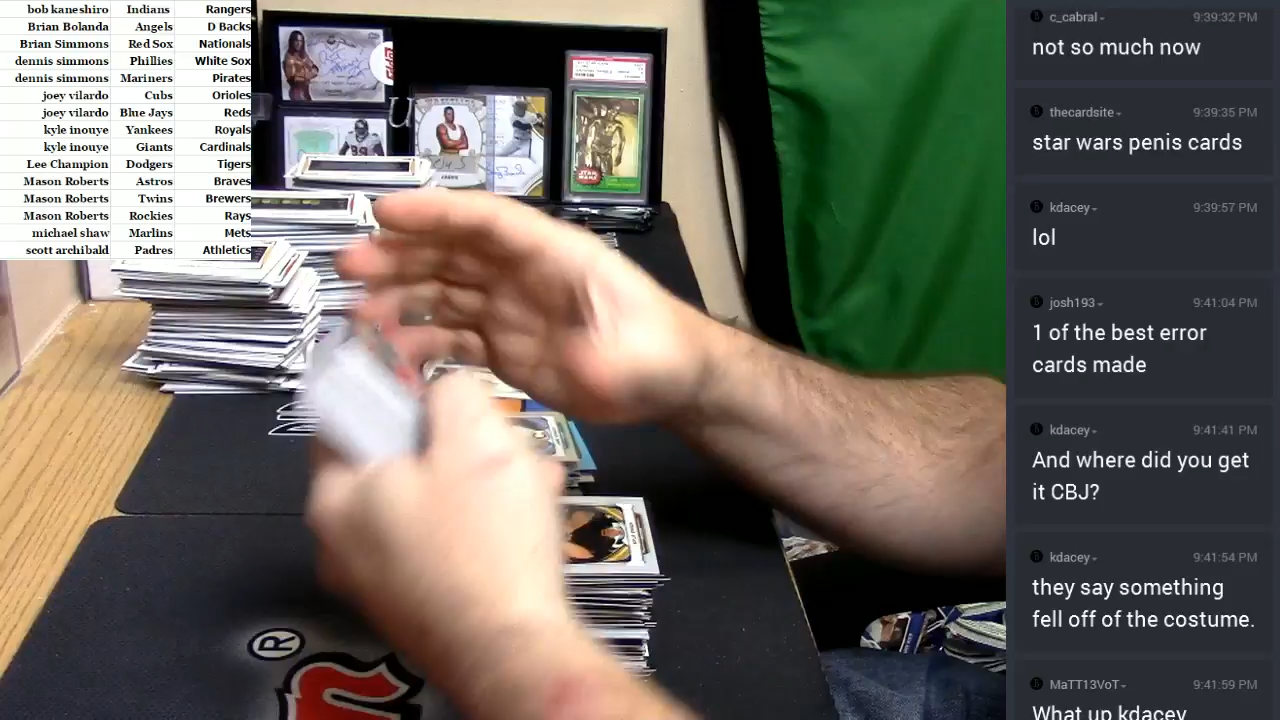 bob kaneshiro Indians Rangers
Brian Bolanda Angels D Backs
Brian Simmons Red Sox Nationals
dennis simmons Phillies White Sox
dennis simmons Mariners Pirates
joey vilardo Cubs Orioles
joey vilardo Blue Jays Reds
kyle inouye Yankees Royals
kyle inouye Giants Cardinals
Lee Champion Dodgers Tigers
Mason Roberts Astros Braves
Mason Roberts Twins Brewers
Mason Roberts Rockies Rays
michael shaw Marlins Mets
scott archibald Padres Athletics
U
STAR
WARS
®
c_cabral 9:39:32 PM
not so much now
thecardsite 9:39:35 PM
star wars penis cards
kdacey 9:39:57 PM
lol
josh193 9:41:04 PM
1 of the best error
cards made
kdacey 9:41:41 PM
And where did you get
it CBJ?
kdacey 9:41:54 PM
they say something
fell off of the costume.
MaTT13VoT 9:41:59 PM
What up kdacey